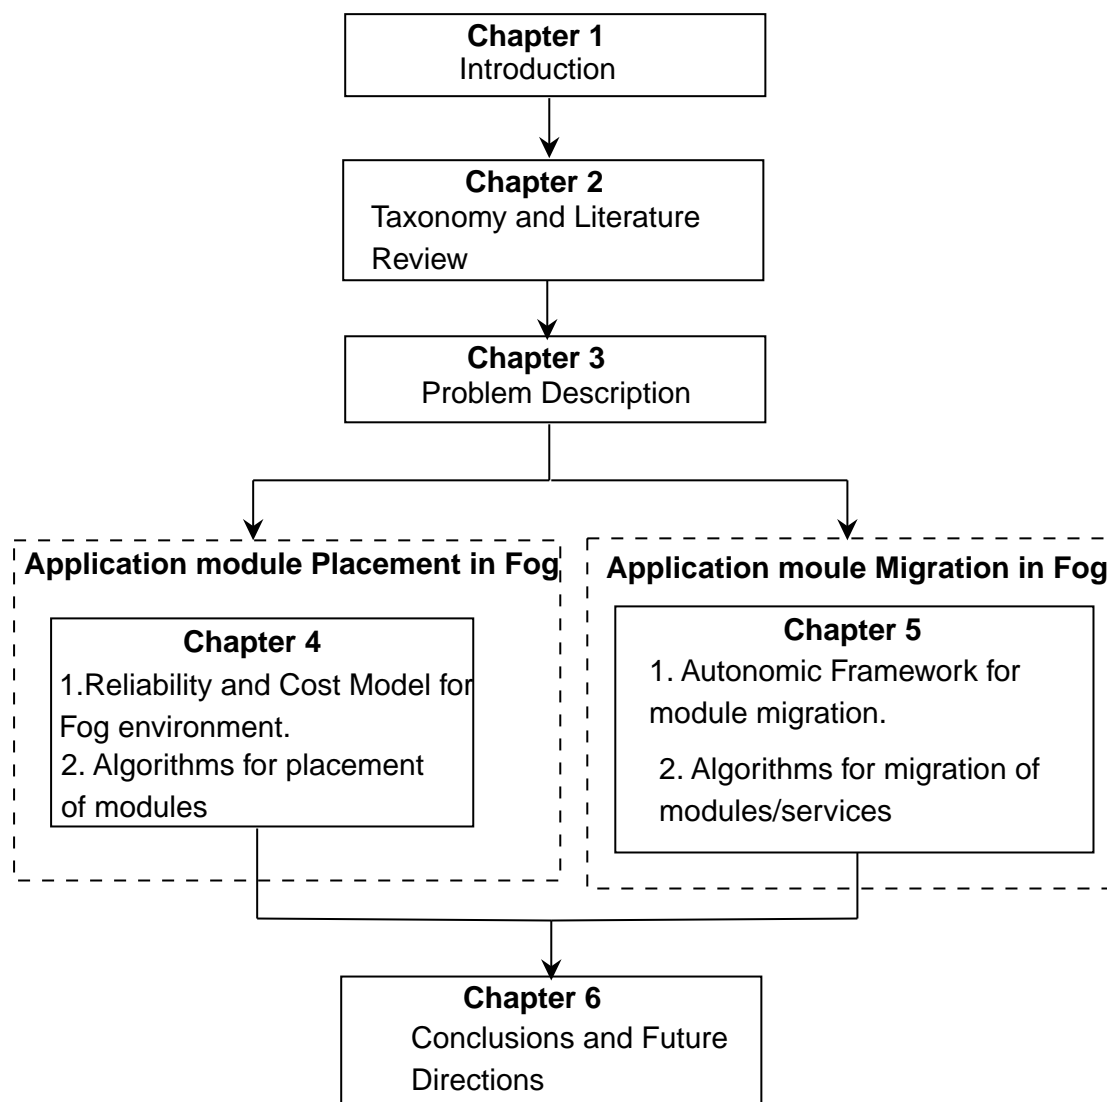 Chapter 1
Introduction
Chapter 2
Taxonomy and Literature
Review
Chapter 3
Problem Description
Application module Placement in Fog
Chapter 4
1.Reliability and Cost Model for
Fog environment.
2. Algorithms for placement
of modules
Application moule Migration in Fog
Chapter 5
1. Autonomic Framework for
module migration.
2. Algorithms for migration of
modules/services
Chapter 6
Conclusions and Future
Directions